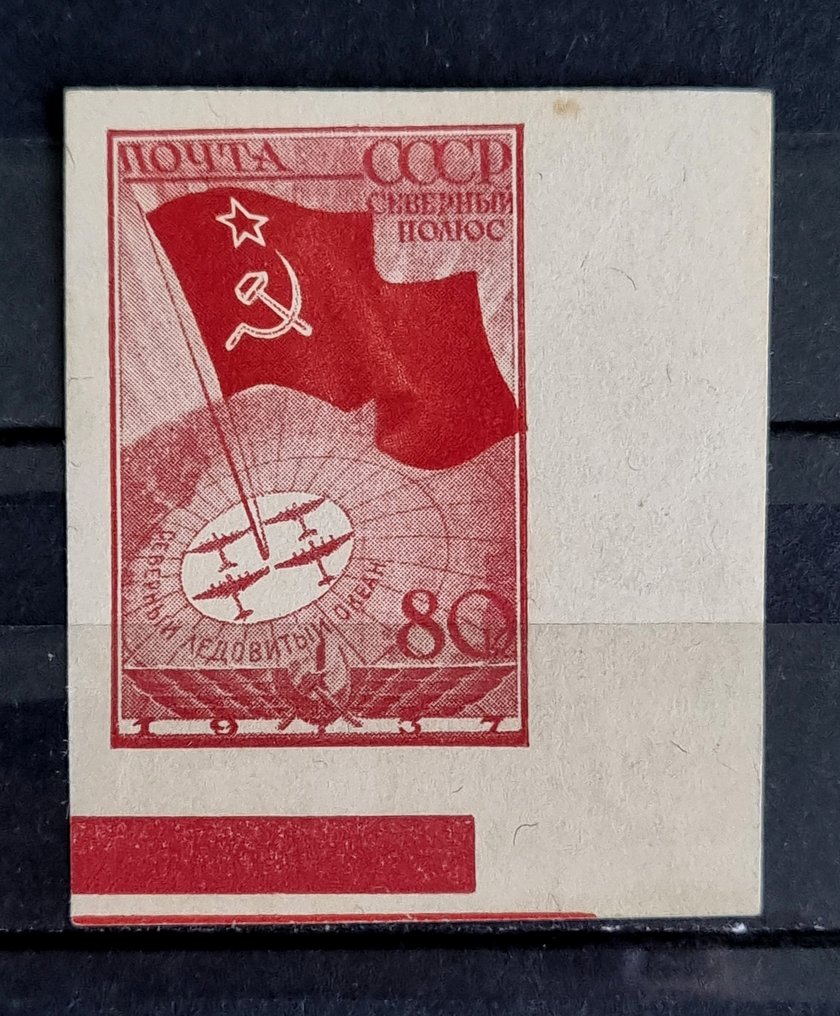 ПОЧТА СССР
СЕВЕРНЫЙ
ПОЛЮС
СЕВЕРНЫЙ ЛЕДОВИТЫЙ ОКЕАН
80 К
1937